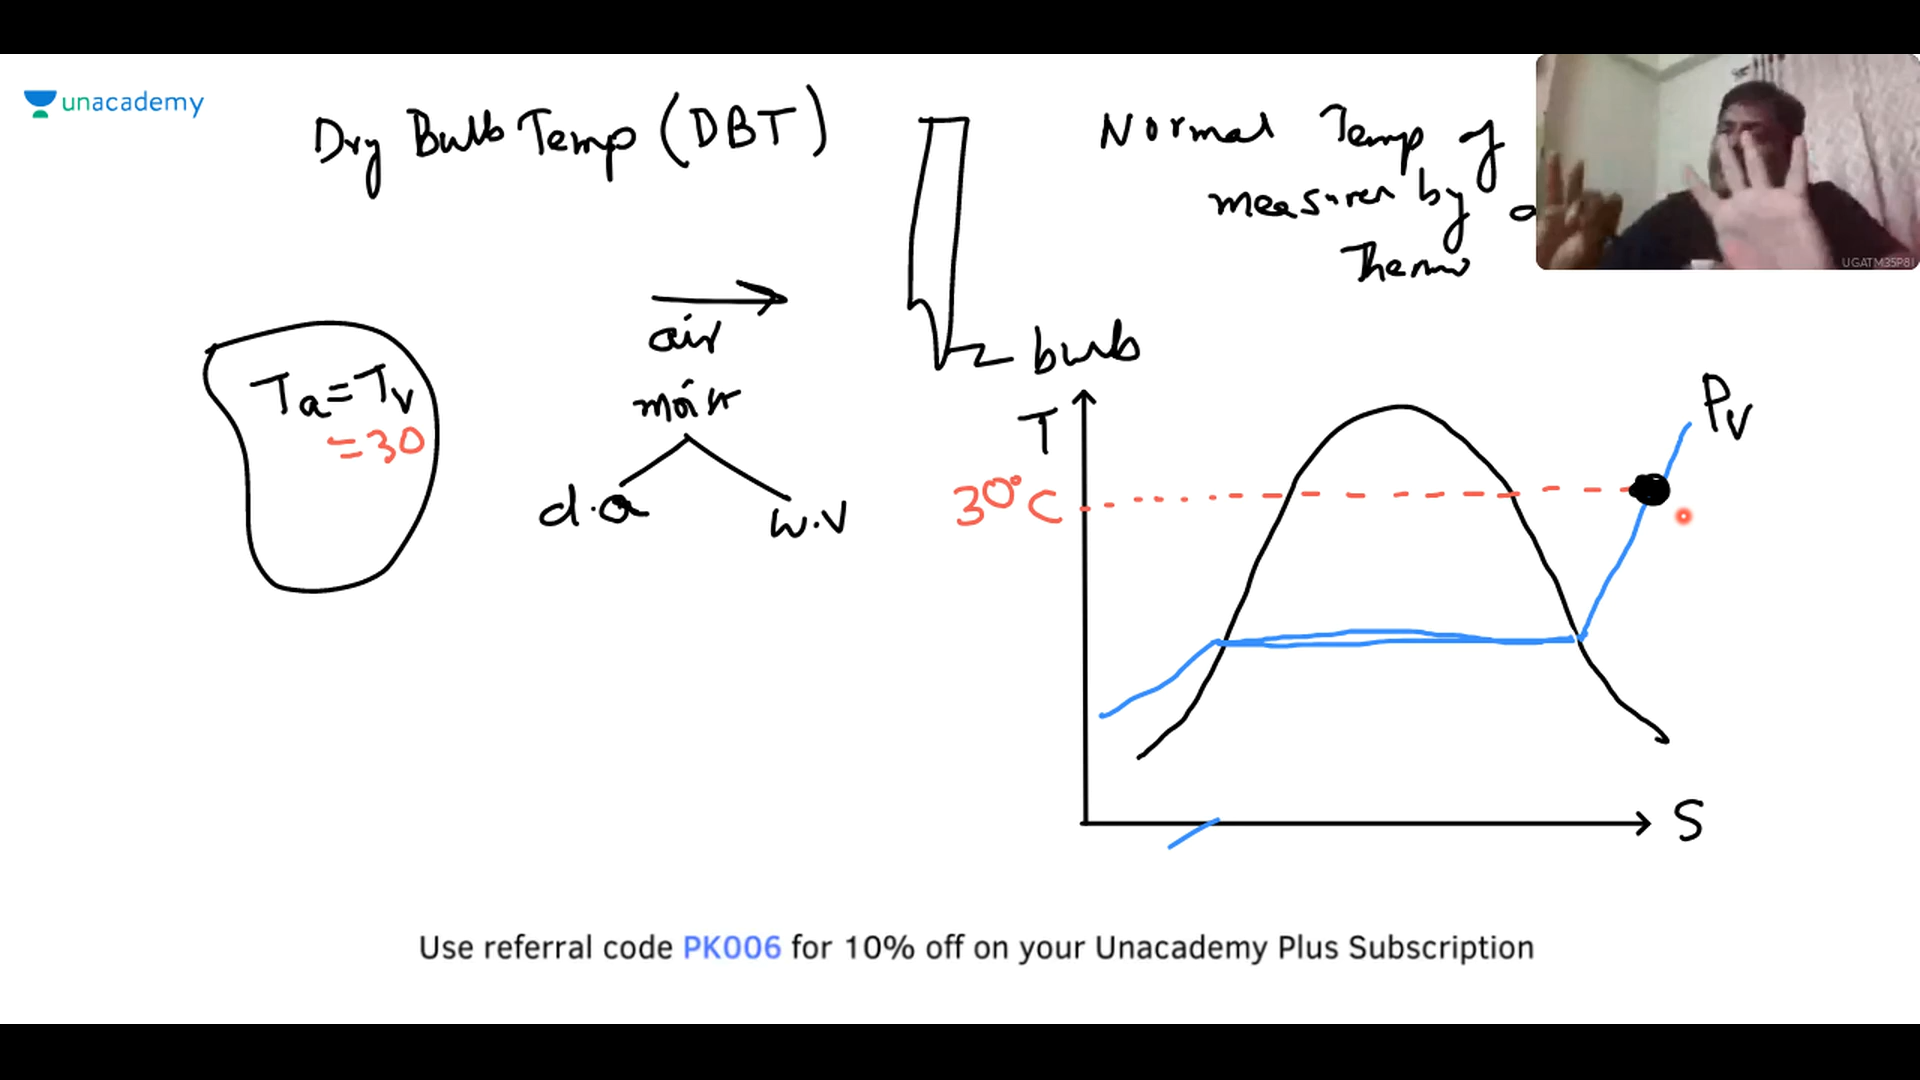 unacademy
Dry Bulb Temp (DBT)
Normal Temp of
measures by a
Thermo
UGATM35P8I
air
moist
d.a
w.v
bulb
Ta=Tv
=30
T
30°C
Pv
S
Use referral code PK006 for 10% off on your Unacademy Plus Subscription